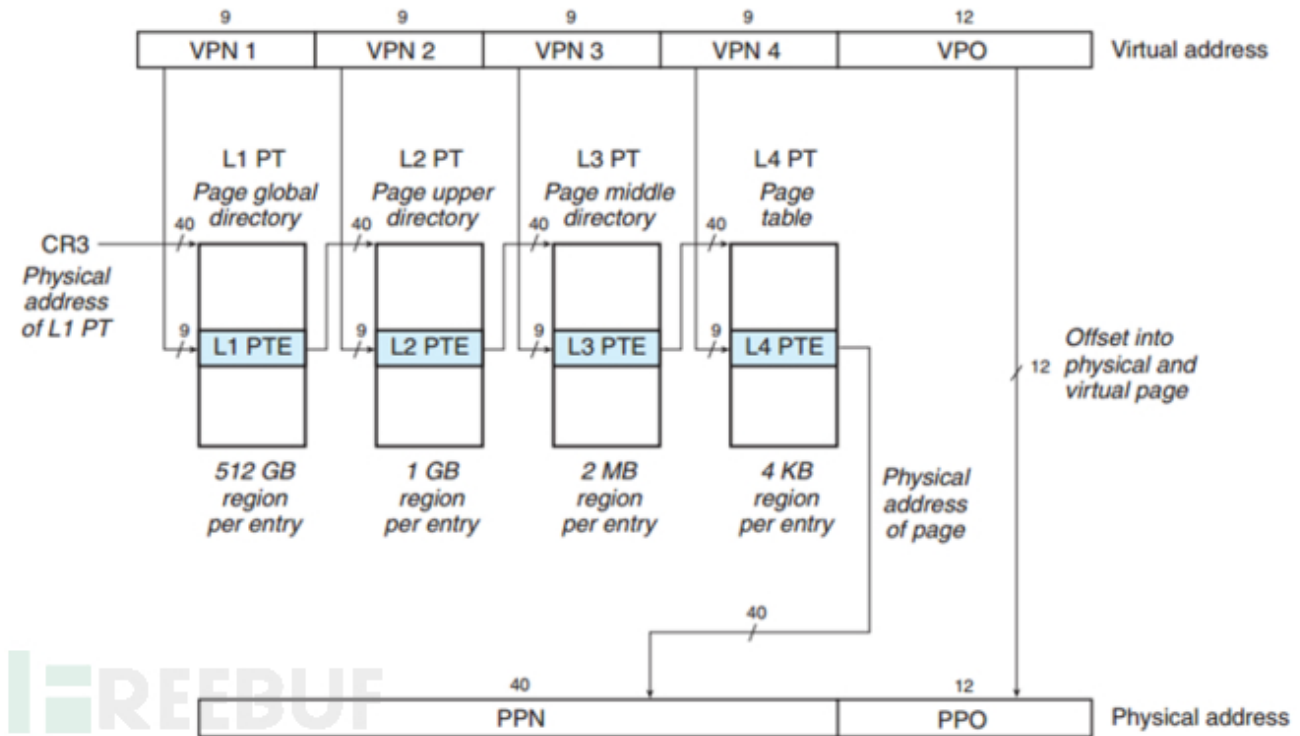 9 9 9 9 12
VPN 1 VPN 2 VPN 3 VPN 4 VPO Virtual address
L1 PT L2 PT L3 PT L4 PT
Page global Page upper Page middle Page
directory directory directory table
40 40 40 40
CR3
Physical
address
of L1 PT
9 9 9 9
L1 PTE L2 PTE L3 PTE L4 PTE
Offset into
12 physical and
virtual page
512 GB 1 GB 2 MB 4 KB
region region region region
per entry per entry per entry per entry
Physical
address
of page
40
FREEBUF
40 12
PPN PPO Physical address